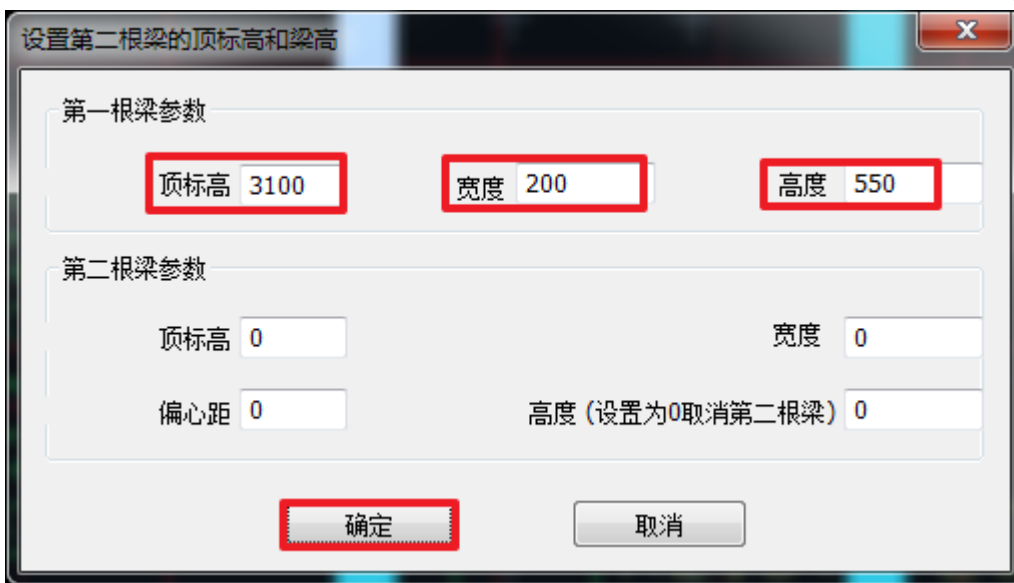 设置第二根梁的顶标高和梁高
第一根梁参数
顶标高 3100 宽度 200 高度 550
第二根梁参数
顶标高 0 宽度 0
偏心距 0 高度（设置为0取消第二根梁） 0
确定 取消